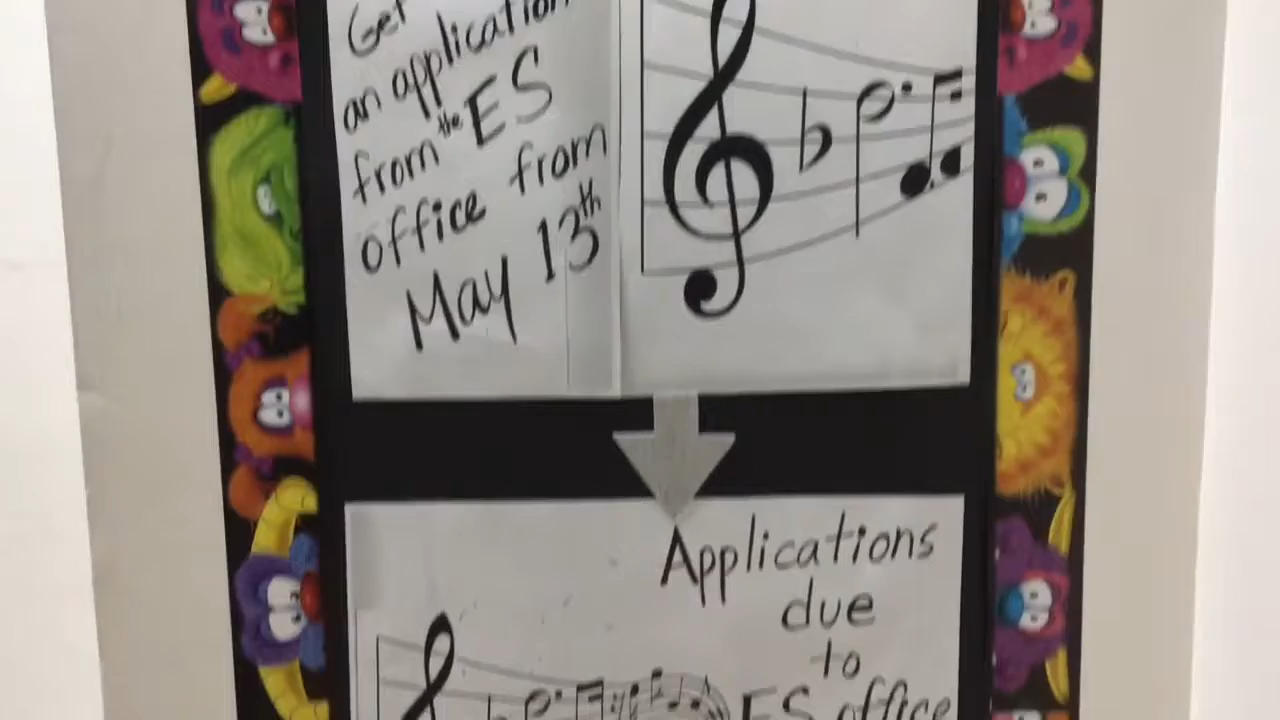 Get
an application
from the ES
office from
May 13th
Applications
due
to
ES office